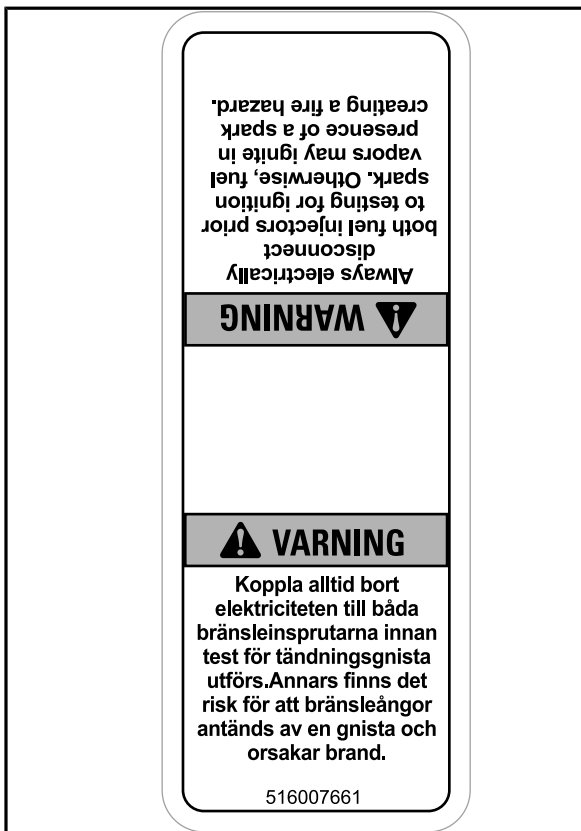 WARNING
Always electrically
disconnect
both fuel injectors prior
to testing for ignition
spark. Otherwise, fuel
vapors may ignite in
presence of a spark
creating a fire hazard.
VARNING
Koppla alltid bort
elektriciteten till båda
bränsleinsprutarna innan
test för tändningsgnista
utförs.Annars finns det
risk för att bränsleångor
antänds av en gnista och
orsakar brand.
516007661